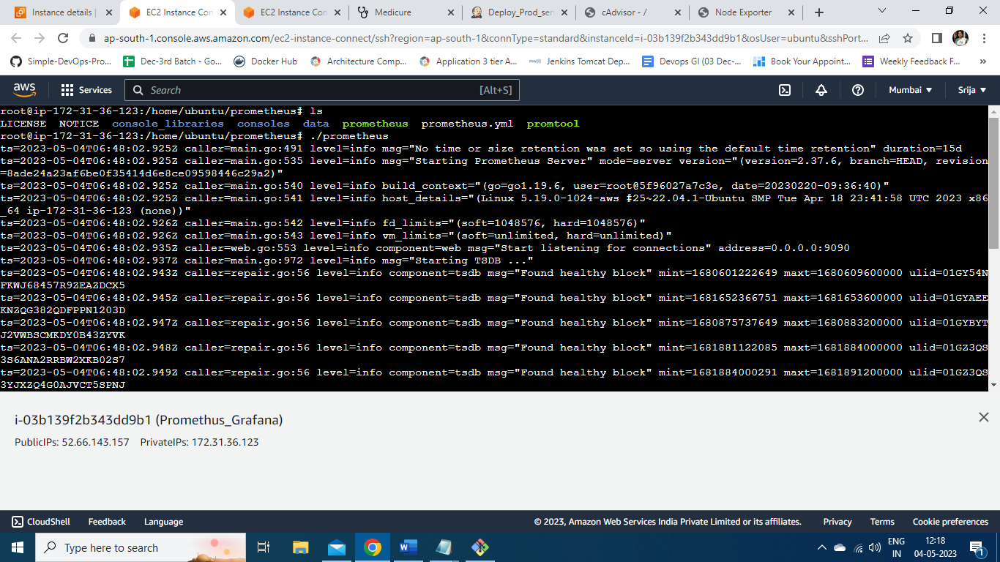 Instance details
EC2 Instance Con
EC2 Instance Con
Medicure
Deploy_Prod_ser
cAdvisor - /
Node Exporter
ap-south-1.console.aws.amazon.com/ec2-instance-connect/ssh?region=ap-south-1&connType=standard&instanceId=i-03b139f2b343dd9b1&osUser=ubuntu&sshPort...
Simple-DevOps-Pro...
Dec-3rd Batch - Go...
Docker Hub
Architecture Comp...
Application 3 tier A...
Jenkins Tomcat Dep...
Devops GI (03 Dec-...
Book Your Appoint...
Weekly Feedback F...
»
aws
Services
Search
[Alt+S]
Mumbai
Srija
root@ip-172-31-36-123:/home/ubuntu/prometheus# ls
LICENSE NOTICE console_libraries consoles data prometheus prometheus.yml promtool
root@ip-172-31-36-123:/home/ubuntu/prometheus# ./prometheus
ts=2023-05-04T06:48:02.925Z caller=main.go:491 level=info msg="No time or size retention was set so using the default time retention" duration=15d
ts=2023-05-04T06:48:02.925Z caller=main.go:535 level=info msg="Starting Prometheus Server" mode=server version="(version=2.37.6, branch=HEAD, revision
=8ade24a23af6be0f35414d6e8ce09598446c29a2)"
ts=2023-05-04T06:48:02.925Z caller=main.go:540 level=info build_context="(go=go1.19.6, user=root@5f96027a7c3e, date=20230220-09:36:40)"
ts=2023-05-04T06:48:02.925Z caller=main.go:541 level=info host_details="(Linux 5.19.0-1024-aws #25~22.04.1-Ubuntu SMP Tue Apr 18 23:41:58 UTC 2023 x86
_64 ip-172-31-36-123 (none))"
ts=2023-05-04T06:48:02.926Z caller=main.go:542 level=info fd_limits="(soft=1048576, hard=1048576)"
ts=2023-05-04T06:48:02.926Z caller=main.go:543 level=info vm_limits="(soft=unlimited, hard=unlimited)"
ts=2023-05-04T06:48:02.935Z caller=web.go:553 level=info component=web msg="Start listening for connections" address=0.0.0.0:9090
ts=2023-05-04T06:48:02.937Z caller=main.go:972 level=info msg="Starting TSDB ..."
ts=2023-05-04T06:48:02.943Z caller=repair.go:56 level=info component=tsdb msg="Found healthy block" mint=1680601222649 maxt=1680609600000 ulid=01GY54N
FKWJ68457R9ZEAZDCX5
ts=2023-05-04T06:48:02.945Z caller=repair.go:56 level=info component=tsdb msg="Found healthy block" mint=1681652366751 maxt=1681653600000 ulid=01GYAEE
KNZQG382QDFPPN1203D
ts=2023-05-04T06:48:02.947Z caller=repair.go:56 level=info component=tsdb msg="Found healthy block" mint=1680875737649 maxt=1680883200000 ulid=01GYBYT
J2VWBSCMKDY0B43ZYVK
ts=2023-05-04T06:48:02.948Z caller=repair.go:56 level=info component=tsdb msg="Found healthy block" mint=1681881122085 maxt=1681884000000 ulid=01GZ3QS
3S6ANA2RRBW2XKB02S7
ts=2023-05-04T06:48:02.949Z caller=repair.go:56 level=info component=tsdb msg="Found healthy block" mint=1681884000291 maxt=1681891200000 ulid=01GZ3QS
3YJXZQ4G0AJVCT5SPNJ
i-03b139f2b343dd9b1 (Promethus_Grafana)
PublicIPs: 52.66.143.157 PrivateIPs: 172.31.36.123
CloudShell
Feedback
Language
© 2023, Amazon Web Services India Private Limited or its affiliates.
Privacy
Terms
Cookie preferences
Type here to search
ENG
IN
12:18
04-05-2023
1